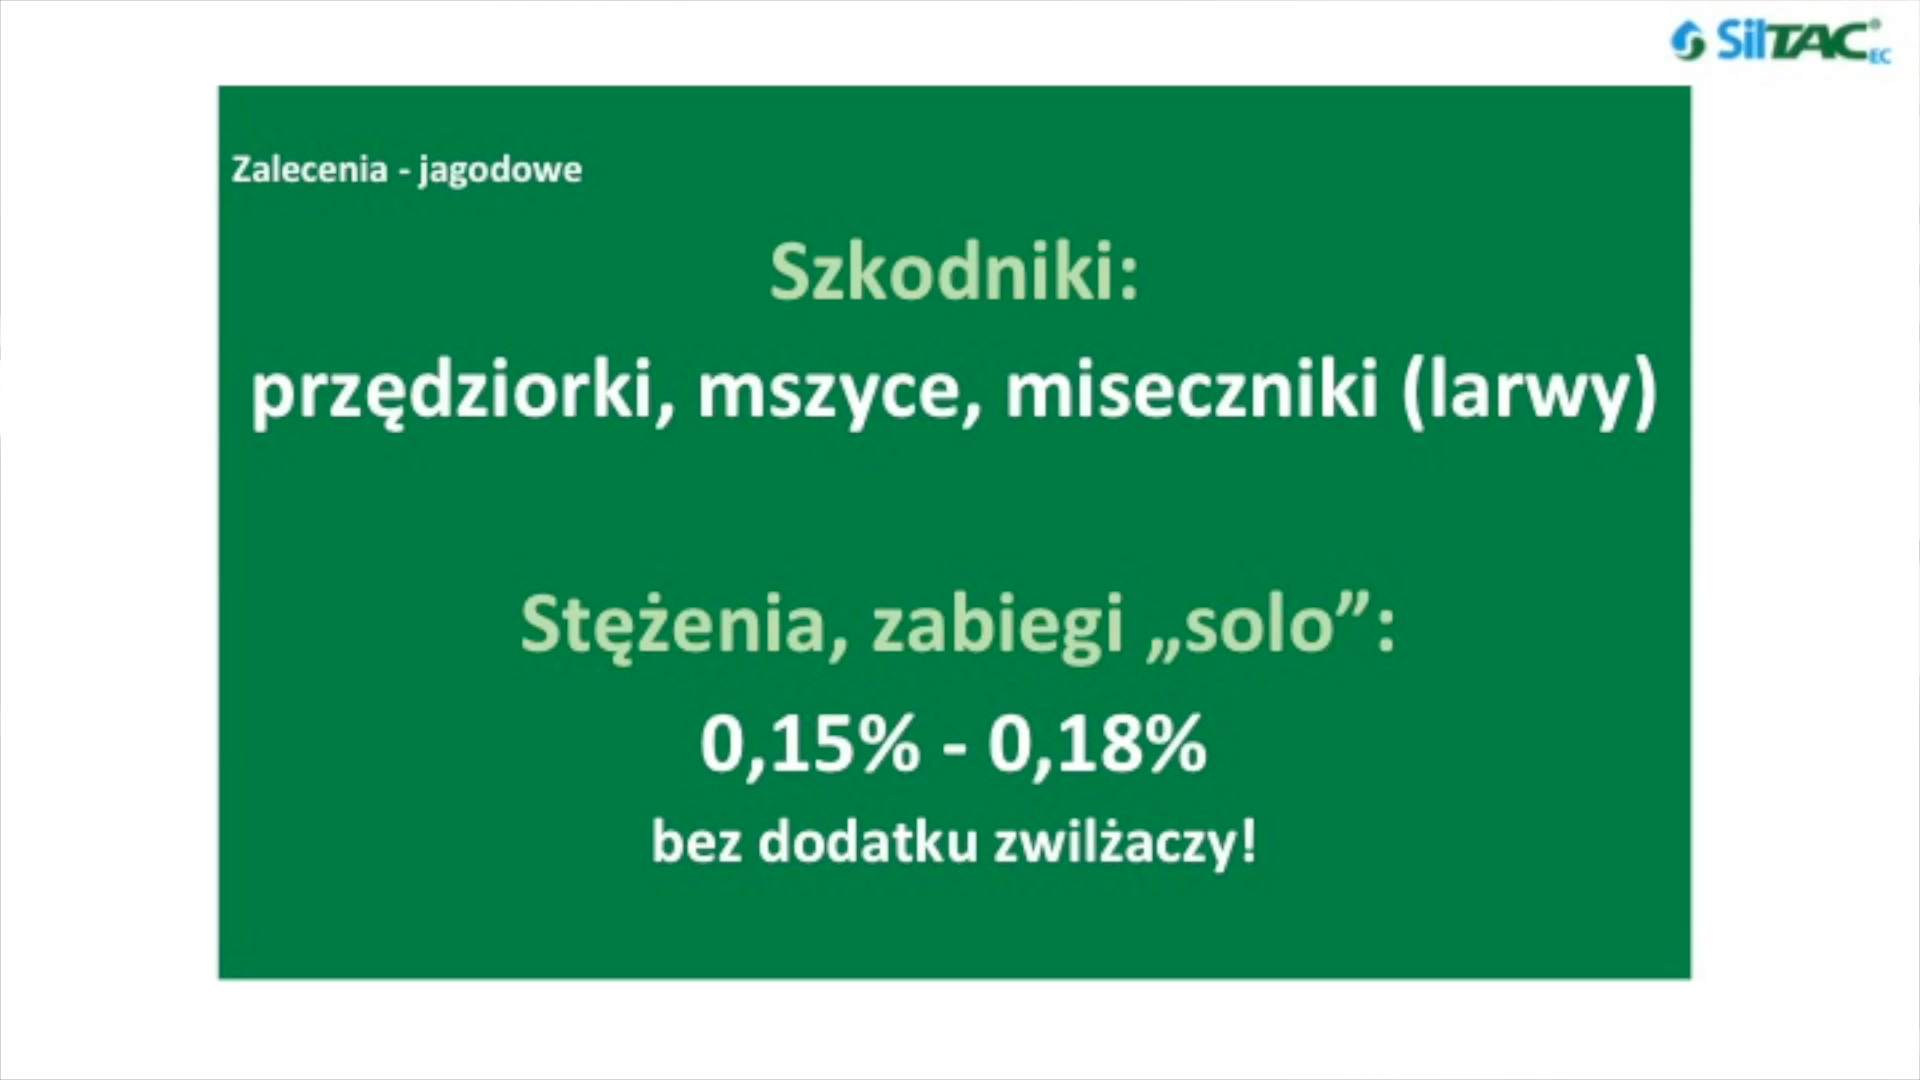 SilTAC® EC
Zalecenia - jagodowe
Szkodniki:
przędziorki, mszyce, miseczniki (larwy)
Stężenia, zabiegi „solo”:
0,15% - 0,18%
bez dodatku zwilżaczy!